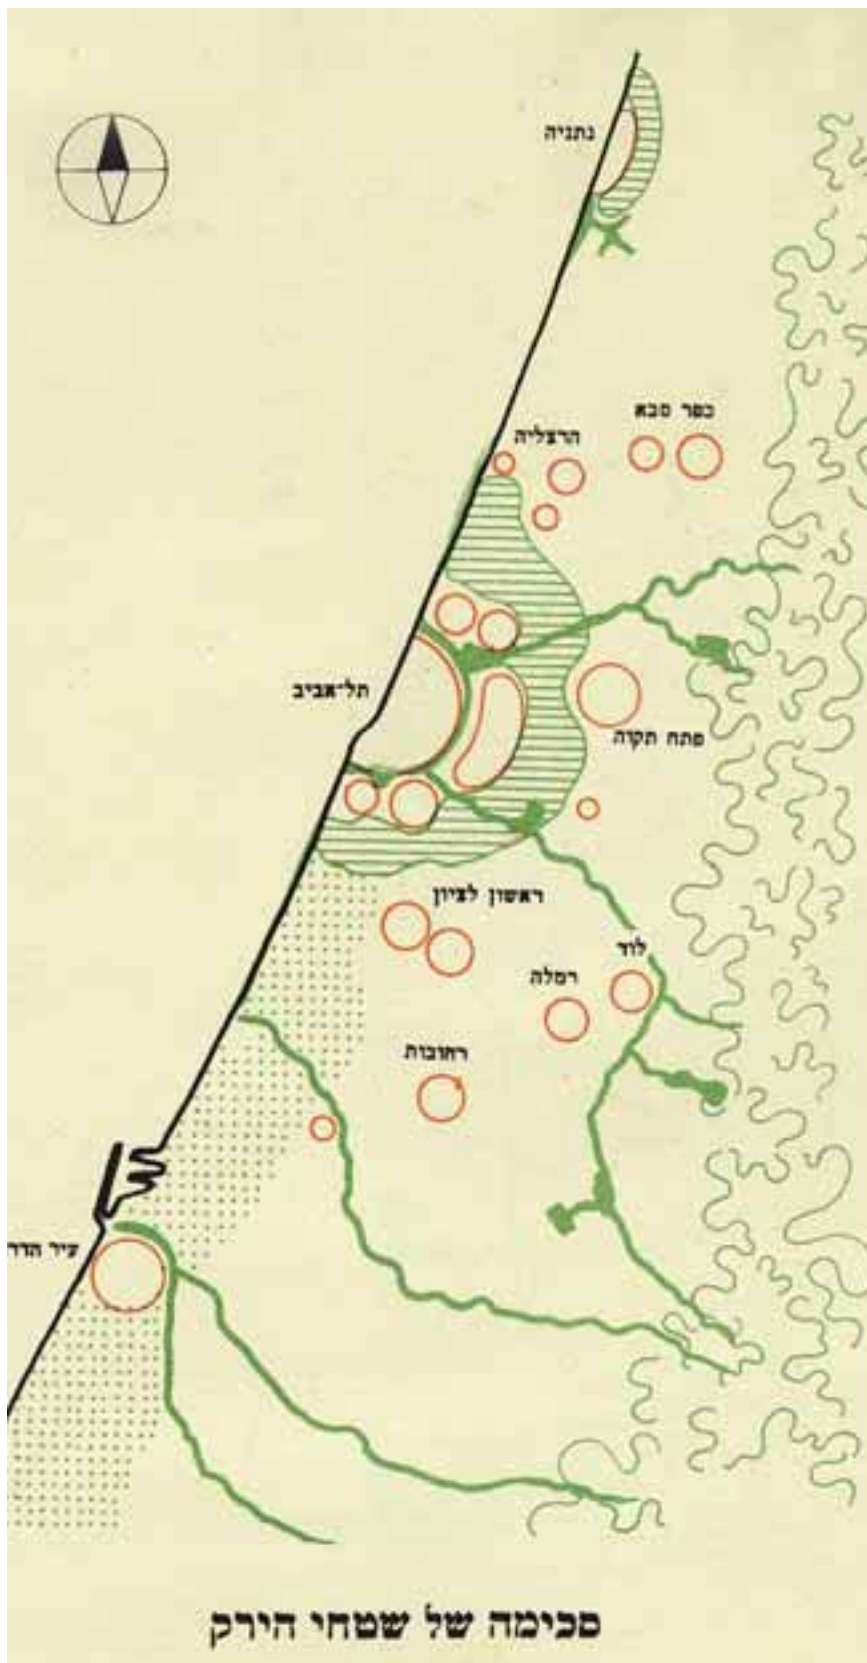 נתניה
כפר סבא
הרצליה
תל-אביב
פתח תקוה
ראשון לציון
לוד
רמלה
רחובות
עיר הדר
סכימה של שטחי הירק